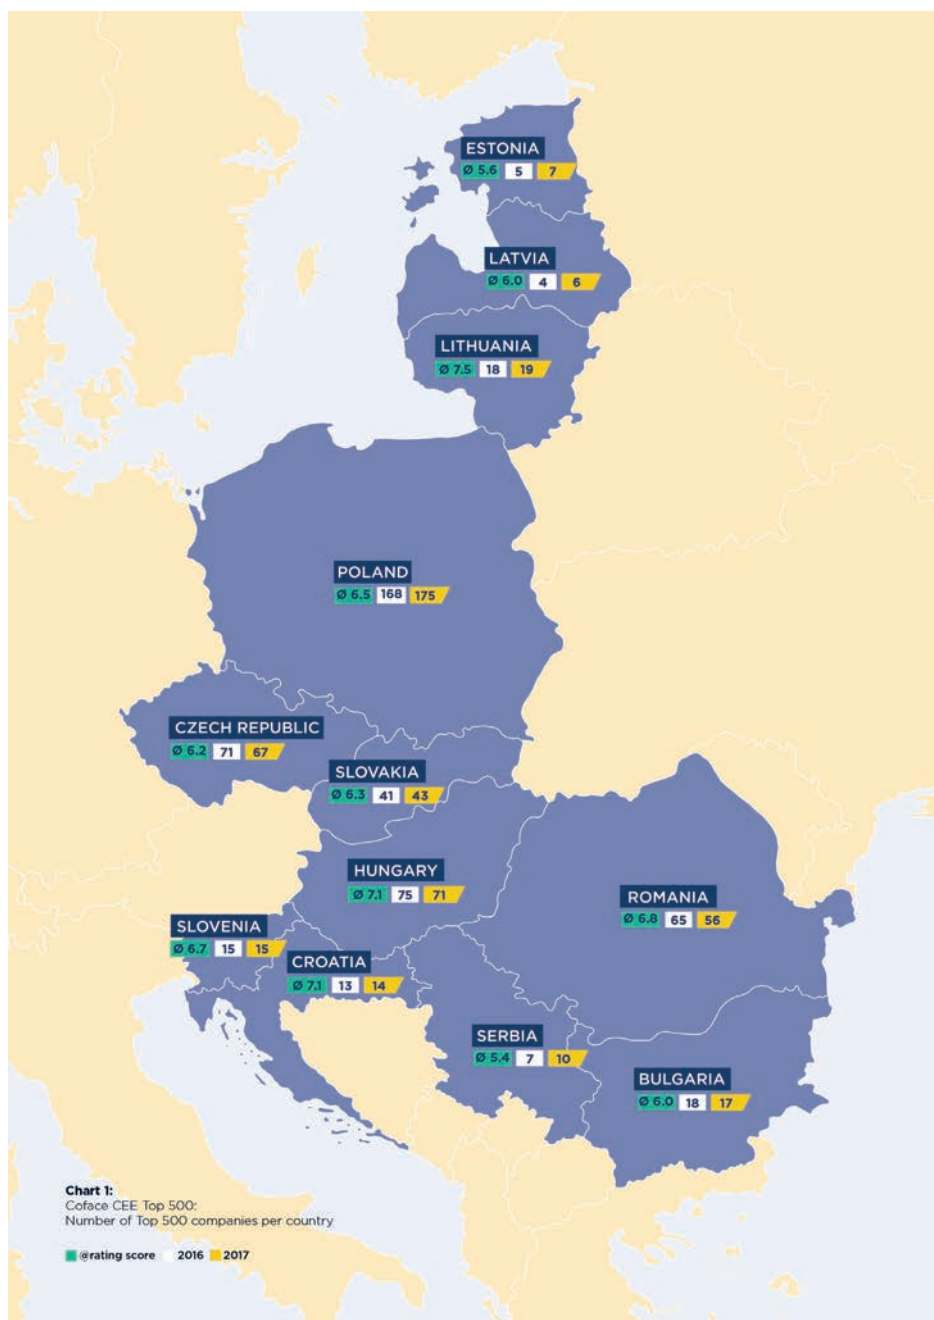 ESTONIA
Ø 5.6 5 7
LATVIA
Ø 6.0 4 6
LITHUANIA
Ø 7.5 18 19
POLAND
Ø 6.5 168 175
CZECH REPUBLIC
Ø 6.2 71 67
SLOVAKIA
Ø 6.3 41 43
HUNGARY
Ø 7.1 75 71
ROMANIA
Ø 6.8 65 56
SLOVENIA
Ø 6.7 15 15
CROATIA
Ø 7.1 13 14
SERBIA
Ø 5.4 7 10
BULGARIA
Ø 6.0 18 17
Chart 1:
Coface CEE Top 500:
Number of Top 500 companies per country
@rating score 2016 2017